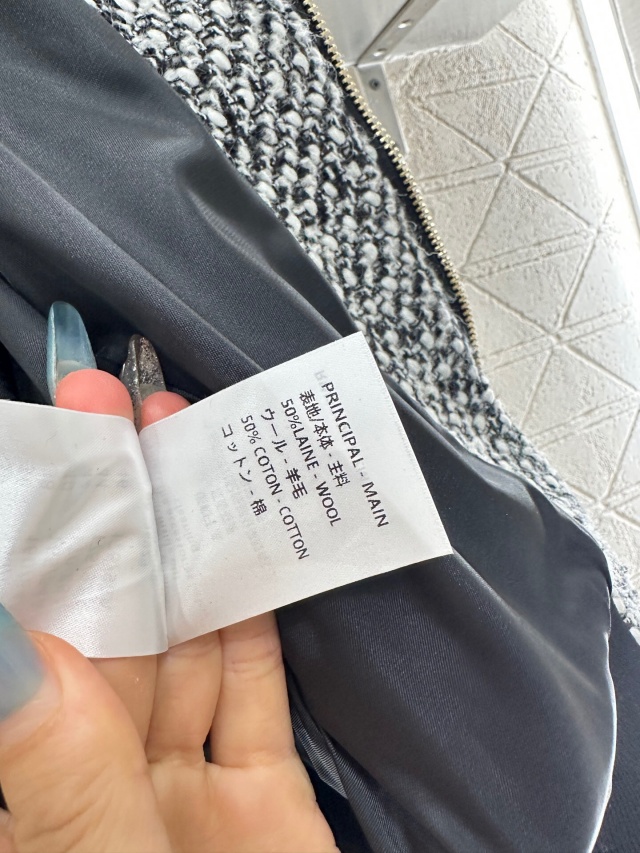 PRINCIPAL - MAIN
表地/本体 - 主料
50%LAINE - WOOL
ウール - 羊毛
50% COTON - COTTON
コットン - 棉